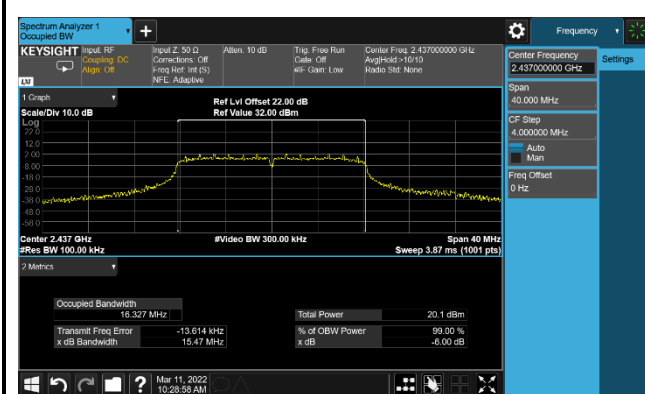 Spectrum Analyzer 1
Occupied BW
+
Frequency
KEYSIGHT
Input: RF
Coupling: DC
Align: Off
Input Z: 50 Ω
Corrections: Off
Freq Ref: Int (S)
NFE: Adaptive
Atten: 10 dB
Trig: Free Run
Gate: Off
#IF Gain: Low
Center Freq: 2.437000000 GHz
Avg|Hold:>10/10
Radio Std: None
LXI
Center Frequency
2.437000000 GHz
Settings
Span
40.000 MHz
CF Step
4.000000 MHz
Auto
Man
Freq Offset
0 Hz
1 Graph
Scale/Div 10.0 dB
Ref Lvl Offset 22.00 dB
Ref Value 32.00 dBm
Log
22.0
12.0
2.00
-8.00
-18.0
-28.0
-38.0
-48.0
-58.0
Center 2.437 GHz
#Video BW 300.00 kHz
Span 40 MHz
#Res BW 100.00 kHz
Sweep 3.87 ms (1001 pts)
2 Metrics
Occupied Bandwidth
16.327 MHz
Total Power 20.1 dBm
Transmit Freq Error -13.614 kHz
% of OBW Power 99.00 %
x dB Bandwidth 15.47 MHz
x dB -6.00 dB
?
Mar 11, 2022
10:28:58 AM